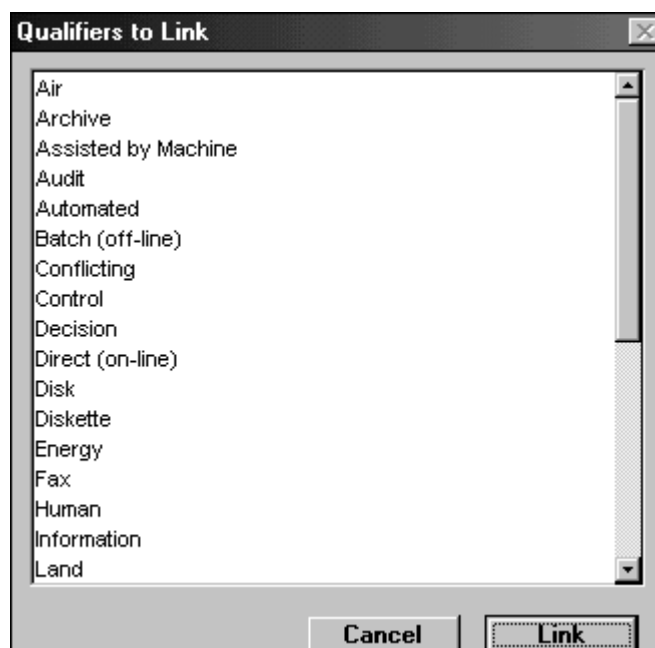 Qualifiers to Link
Air
Archive
Assisted by Machine
Audit
Automated
Batch (off-line)
Conflicting
Control
Decision
Direct (on-line)
Disk
Diskette
Energy
Fax
Human
Information
Land
Cancel Link